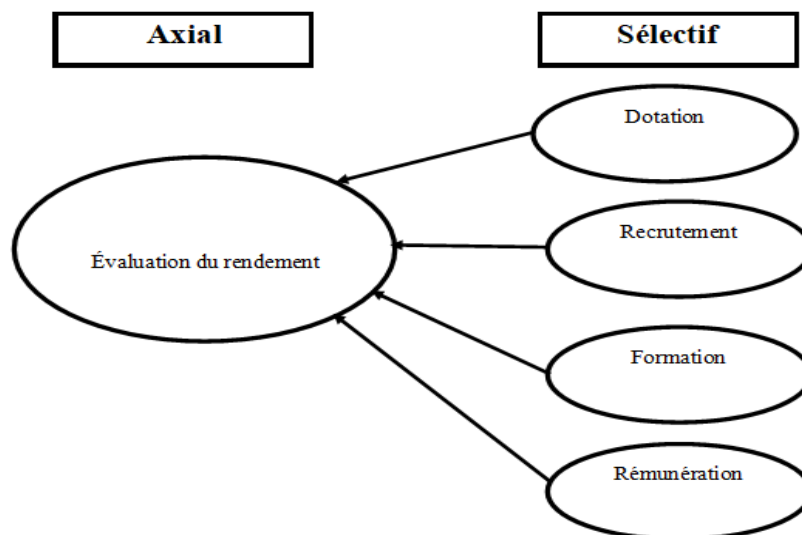 Axial
Sélectif
Dotation
Recrutement
Évaluation du rendement
Formation
Rémunération